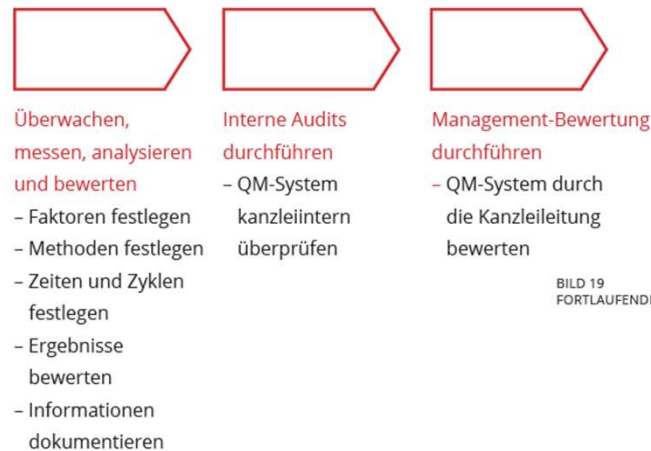 Überwachen,
messen, analysieren
und bewerten
– Faktoren festlegen
– Methoden festlegen
– Zeiten und Zyklen
festlegen
– Ergebnisse
bewerten
– Informationen
dokumentieren
Interne Audits
durchführen
– QM-System
kanzleiintern
überprüfen
Management-Bewertung
durchführen
– QM-System durch
die Kanzleileitung
bewerten
BILD 19